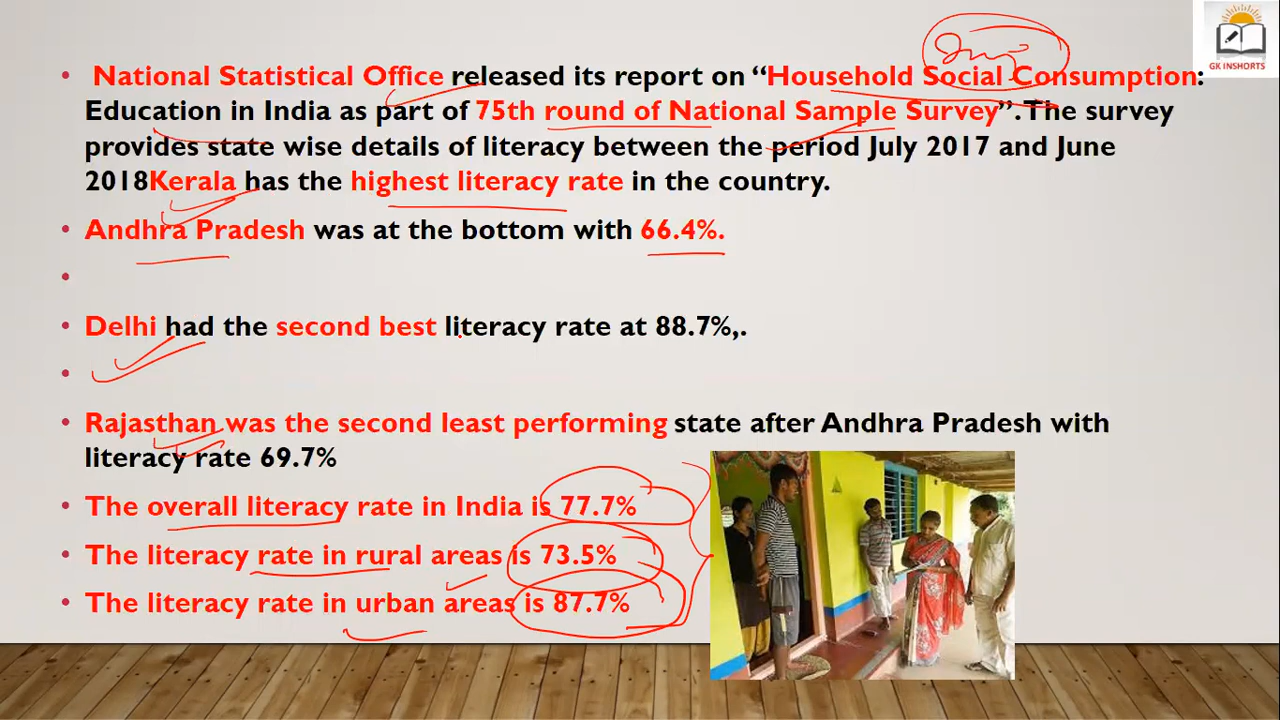 • National Statistical Office released its report on “Household Social Consumption:
Education in India as part of 75th round of National Sample Survey”.The survey
provides state wise details of literacy between the period July 2017 and June
2018Kerala has the highest literacy rate in the country.
• Andhra Pradesh was at the bottom with 66.4%.
•
• Delhi had the second best literacy rate at 88.7%,.
•
• Rajasthan was the second least performing state after Andhra Pradesh with
literacy rate 69.7%
• The overall literacy rate in India is 77.7%
• The literacy rate in rural areas is 73.5%
• The literacy rate in urban areas is 87.7%
GK INSHORTS